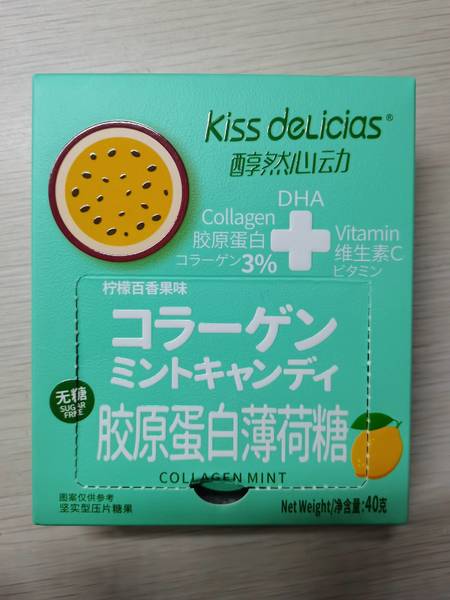 Kiss deLicias®
醇然心动
DHA
Collagen
胶原蛋白
コラーゲン3%
Vitamin
维生素C
ビタミン
柠檬百香果味
コラーゲン
ミントキャンディ
无糖
SUGAR
FREE
胶原蛋白薄荷糖
COLLAGEN MINT
图案仅供参考
坚实型压片糖果
Net Weight/净含量:40克